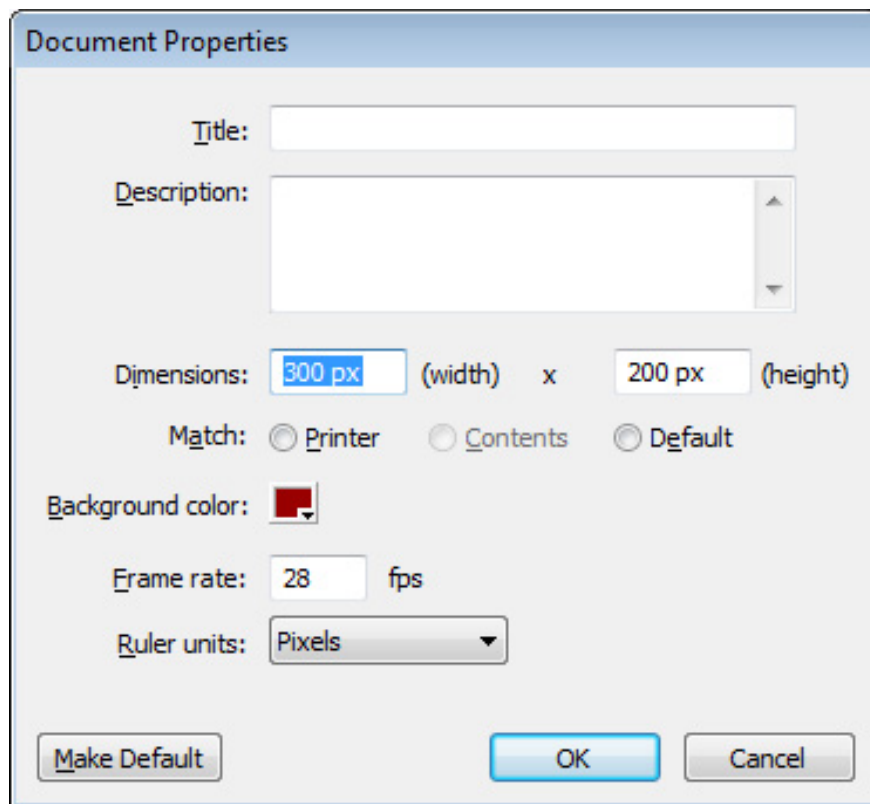 Document Properties
Title:
Description:
Dimensions: 300 px (width) x 200 px (height)
Match: Printer Contents Default
Background color:
Frame rate: 28 fps
Ruler units: Pixels
Make Default OK Cancel